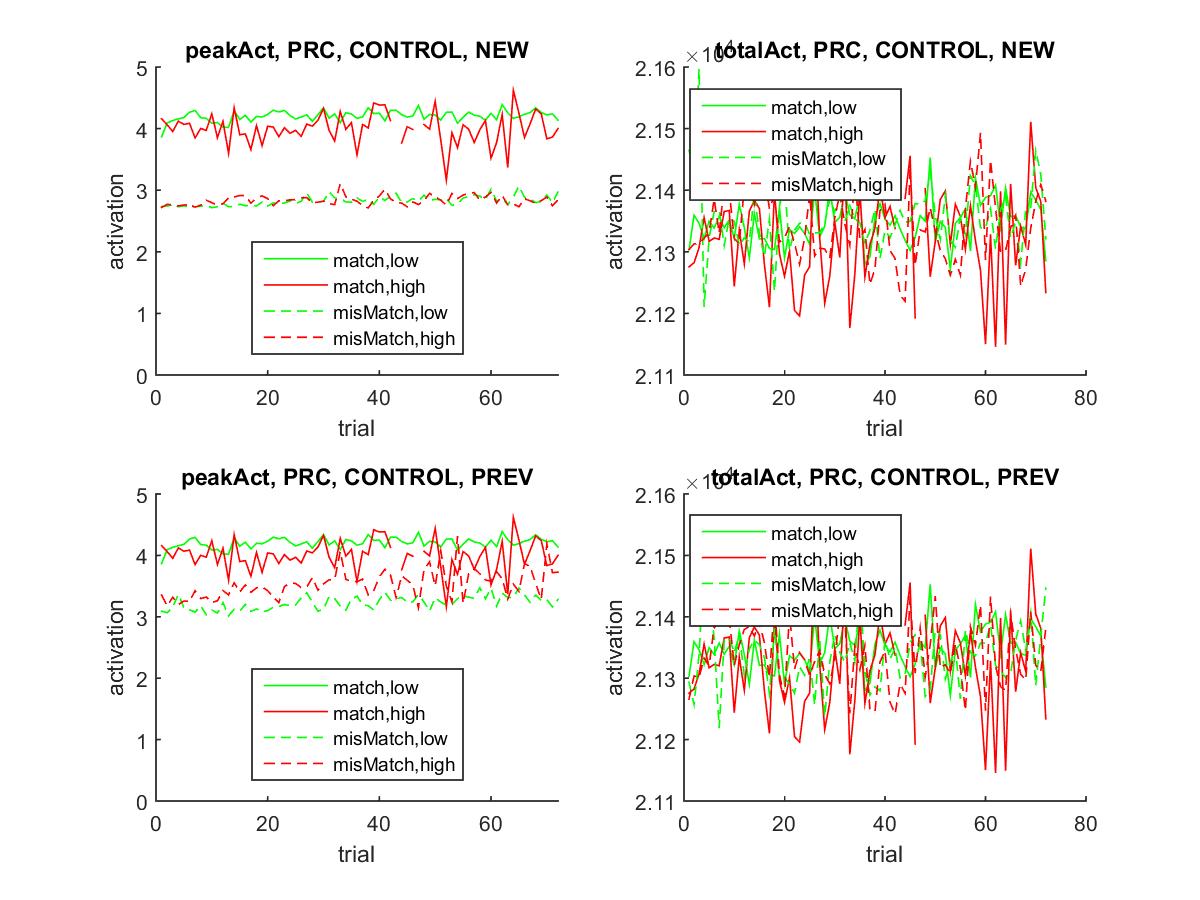 peakAct, PRC, CONTROL, NEW
5
4
3
2
1
0
activation
match,low
match,high
misMatch,low
misMatch,high
0 20 40 60
trial
×10⁴
totalAct, PRC, CONTROL, NEW
2.16
2.15
2.14
2.13
2.12
2.11
activation
match,low
match,high
misMatch,low
misMatch,high
0 20 40 60 80
trial
peakAct, PRC, CONTROL, PREV
5
4
3
2
1
0
activation
match,low
match,high
misMatch,low
misMatch,high
0 20 40 60
trial
×10⁴
totalAct, PRC, CONTROL, PREV
2.16
2.15
2.14
2.13
2.12
2.11
activation
match,low
match,high
misMatch,low
misMatch,high
0 20 40 60 80
trial